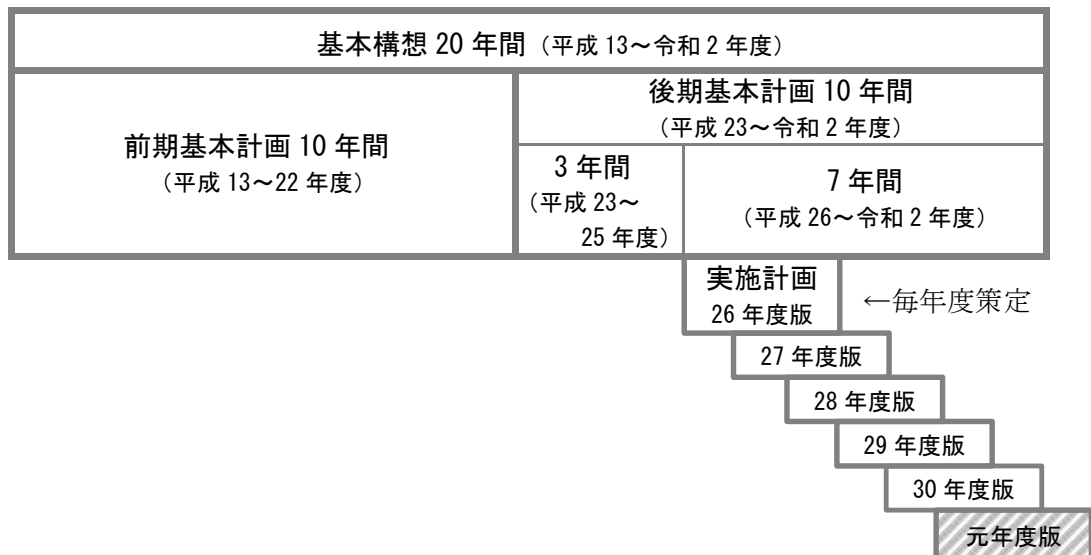 基本構想 20 年間（平成 13～令和 2 年度）
前期基本計画 10 年間
（平成 13～22 年度）
後期基本計画 10 年間
（平成 23～令和 2 年度）
3 年間
（平成 23～
25 年度）
7 年間
（平成 26～令和 2 年度）
実施計画
26 年度版
←毎年度策定
27 年度版
28 年度版
29 年度版
30 年度版
元年度版